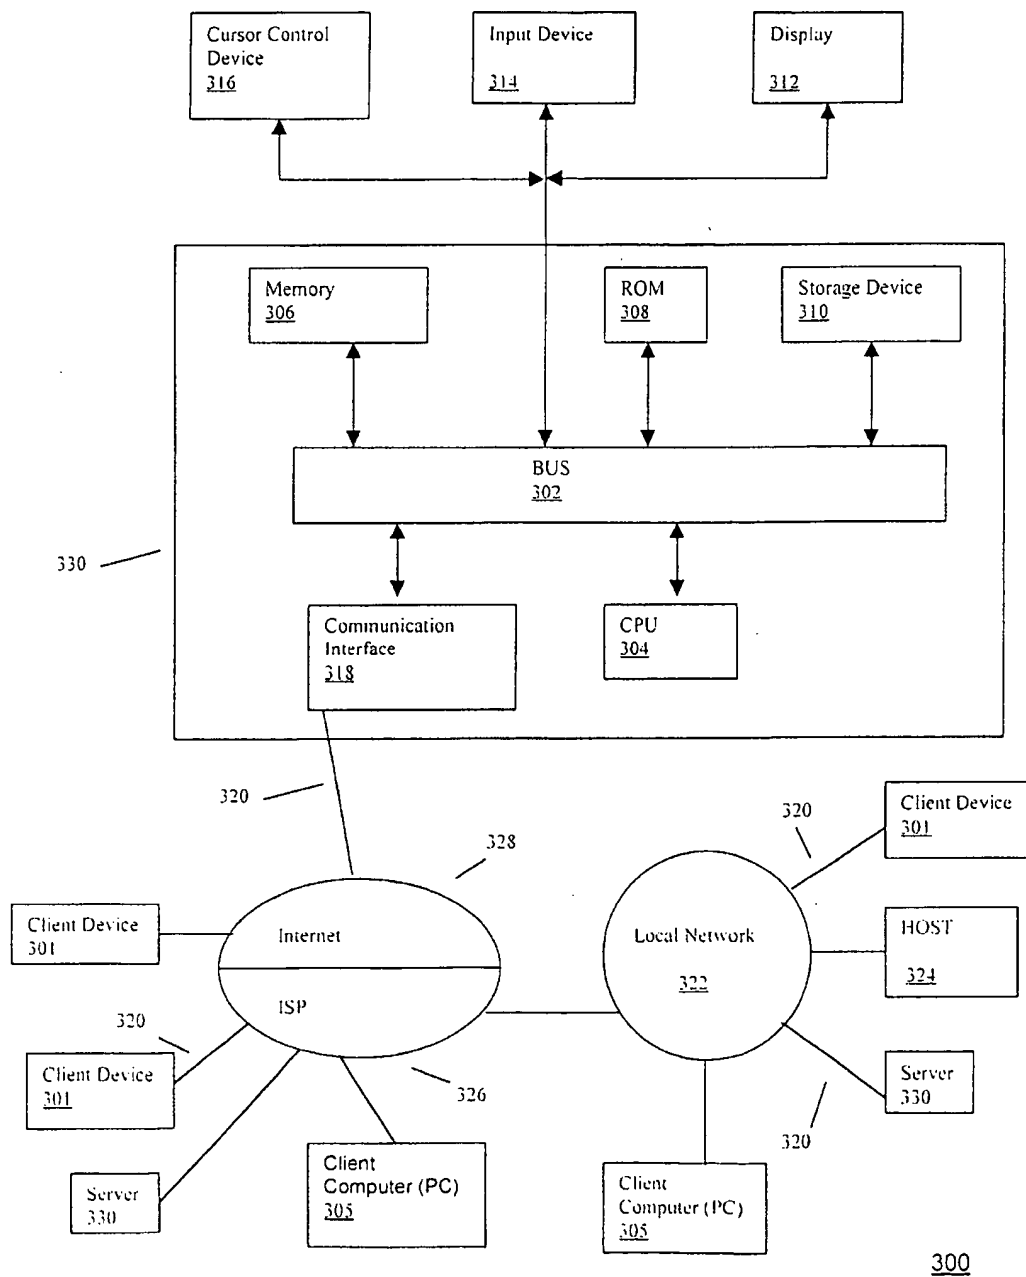 Cursor Control
Device
316
Input Device
314
Display
312
Memory
306
ROM
308
Storage Device
310
BUS
302
330
Communication
Interface
318
CPU
304
320
328
320
Client Device
301
Client Device
301
Internet
Local Network
322
HOST
324
ISP
320
Client Device
301
326
Server
330
320
Server
330
Client
Computer (PC)
305
Client
Computer (PC)
305
300